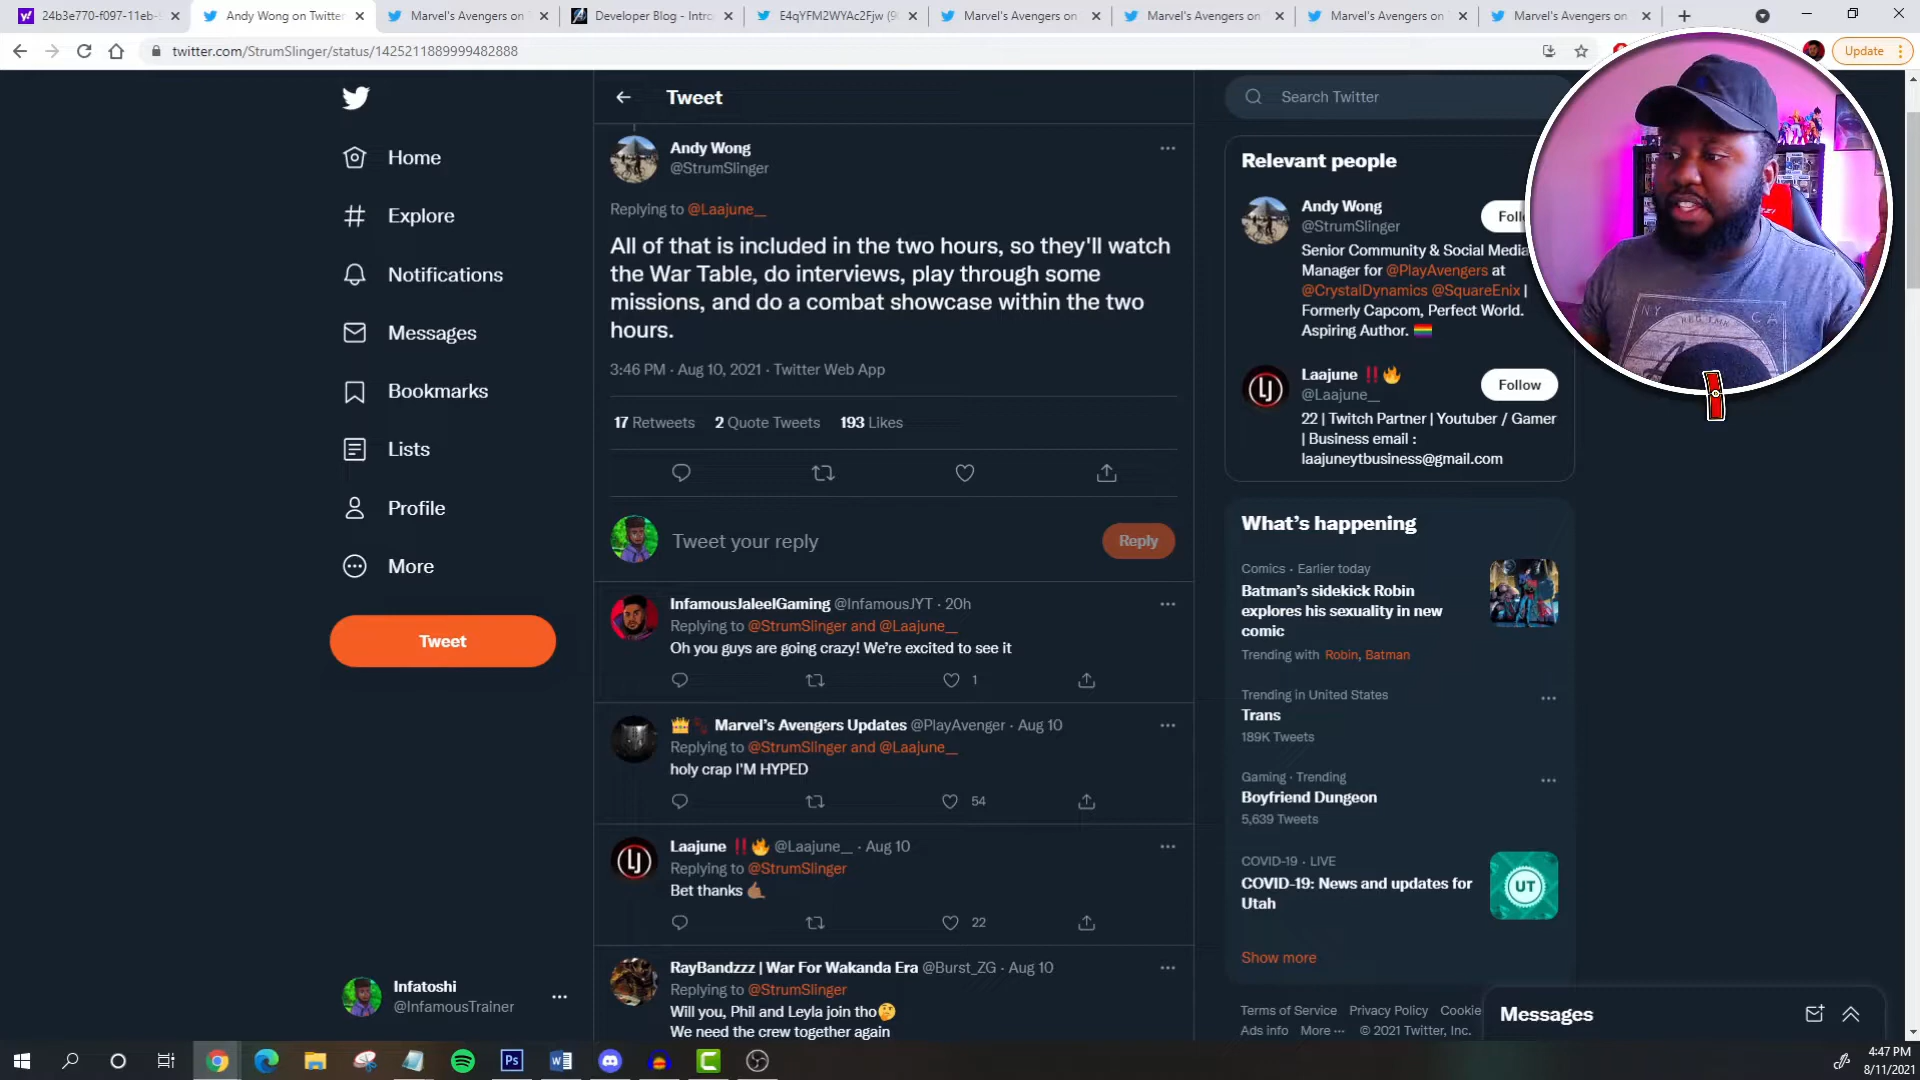 24b3e770-f097-11eb-
Andy Wong on Twitter
Marvel's Avengers on
Developer Blog - Intro
E4qYFM2WYAc2Fjw (9
Marvel's Avengers on
Marvel's Avengers on
Marvel's Avengers on
Marvel's Avengers on
twitter.com/StrumSlinger/status/1425211889999482888
Update
Home
Explore
Notifications
Messages
Bookmarks
Lists
Profile
More
Tweet
Infatoshi
@InfamousTrainer
Tweet
Andy Wong
@StrumSlinger
Replying to @Laajune__
All of that is included in the two hours, so they'll watch
the War Table, do interviews, play through some
missions, and do a combat showcase within the two
hours.
3:46 PM · Aug 10, 2021 · Twitter Web App
17 Retweets 2 Quote Tweets 193 Likes
Tweet your reply
Reply
InfamousJaleelGaming @InfamousJYT · 20h
Replying to @StrumSlinger and @Laajune__
Oh you guys are going crazy! We're excited to see it
1
👑 Marvel's Avengers Updates @PlayAvenger · Aug 10
Replying to @StrumSlinger and @Laajune__
holy crap I'M HYPED
54
Laajune ‼️🔥 @Laajune__ · Aug 10
Replying to @StrumSlinger
Bet thanks 🤙🏽
22
RayBandzzz | War For Wakanda Era @Burst_ZG · Aug 10
Replying to @StrumSlinger
Will you, Phil and Leyla join tho🤔
We need the crew together again
Search Twitter
Relevant people
Andy Wong
@StrumSlinger
Senior Community & Social Media
Manager for @PlayAvengers at
@CrystalDynamics @SquareEnix |
Formerly Capcom, Perfect World.
Aspiring Author. 🏳️‍🌈
Laajune ‼️🔥
@Laajune__
Follow
22 | Twitch Partner | Youtuber / Gamer
| Business email :
laajuneytbusiness@gmail.com
What's happening
Comics · Earlier today
Batman's sidekick Robin
explores his sexuality in new
comic
Trending with Robin, Batman
Trending in United States
Trans
189K Tweets
Gaming · Trending
Boyfriend Dungeon
5,639 Tweets
COVID-19 · LIVE
COVID-19: News and updates for
Utah
UT
Show more
Terms of Service Privacy Policy Cookie
Ads info More ··· © 2021 Twitter, Inc.
Messages
4:47 PM
8/11/2021